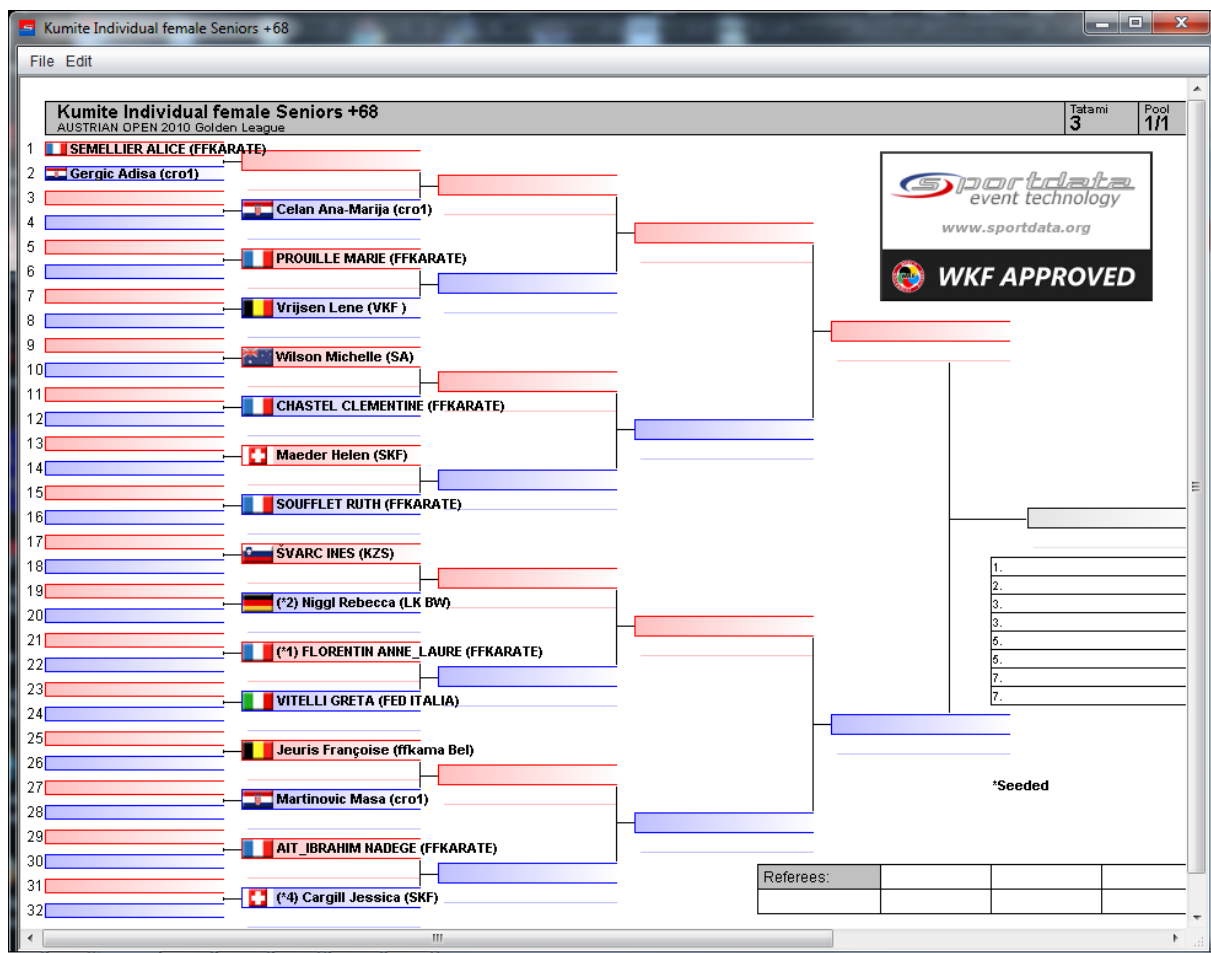 Kumite Individual female Seniors +68
File Edit
Kumite Individual female Seniors +68
AUSTRIAN OPEN 2010 Golden League
Tatami
3
Pool
1/1
1 SEMELLIER ALICE (FFKARATE)
2 Gergic Adisa (cro1)
3
Celan Ana-Marija (cro1)
4
5
PROUILLE MARIE (FFKARATE)
6
7
Vrijsen Lene (VKF )
8
9
Wilson Michelle (SA)
10
11
CHASTEL CLEMENTINE (FFKARATE)
12
13
Maeder Helen (SKF)
14
15
SOUFFLET RUTH (FFKARATE)
16
17
ŠVARC INES (KZS)
18
19
(*2) Niggl Rebecca (LK BW)
20
21
(*1) FLORENTIN ANNE_LAURE (FFKARATE)
22
23
VITELLI GRETA (FED ITALIA)
24
25
Jeuris Françoise (ffkama Bel)
26
27
Martinovic Masa (cro1)
28
29
AIT_IBRAHIM NADEGE (FFKARATE)
30
31
(*4) Cargill Jessica (SKF)
32
sportdata
event technology
www.sportdata.org
WKF APPROVED
1.
2.
3.
3.
5.
5.
7.
7.
*Seeded
Referees: